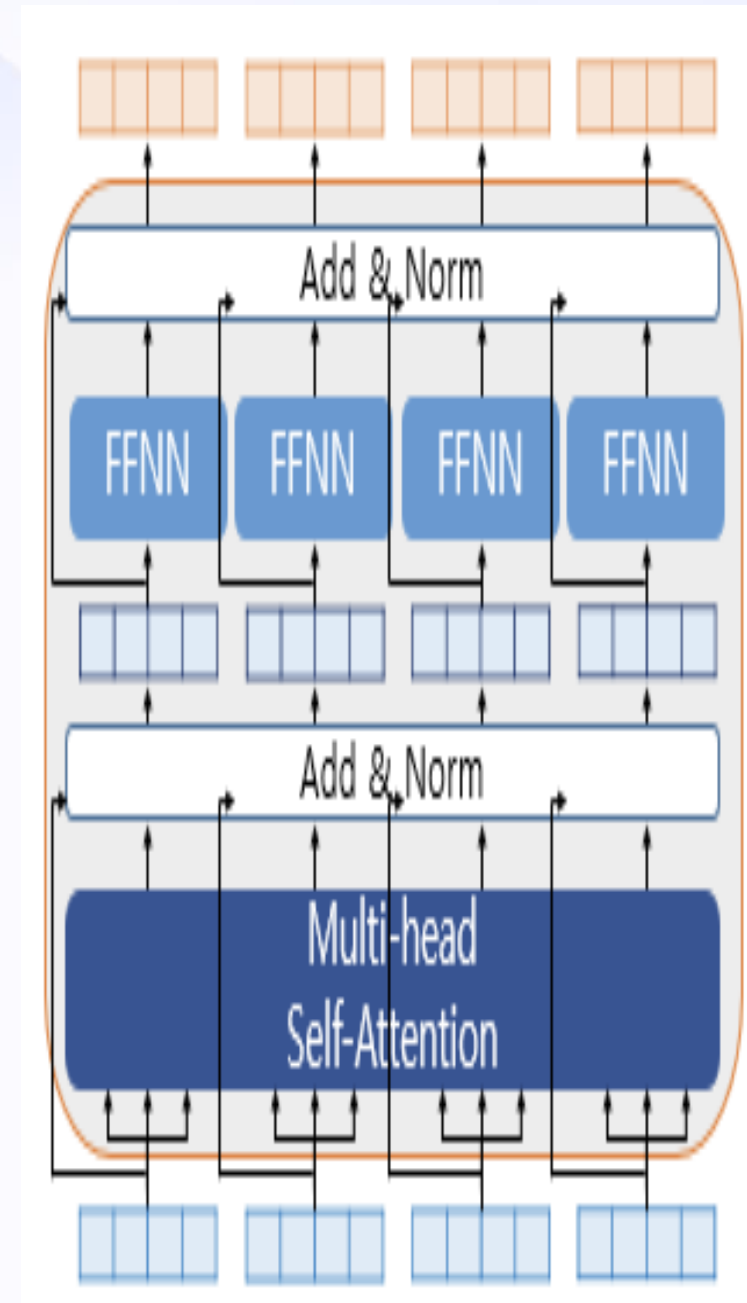 Add & Norm
FFNN FFNN FFNN FFNN
Add & Norm
Multi-head
Self-Attention